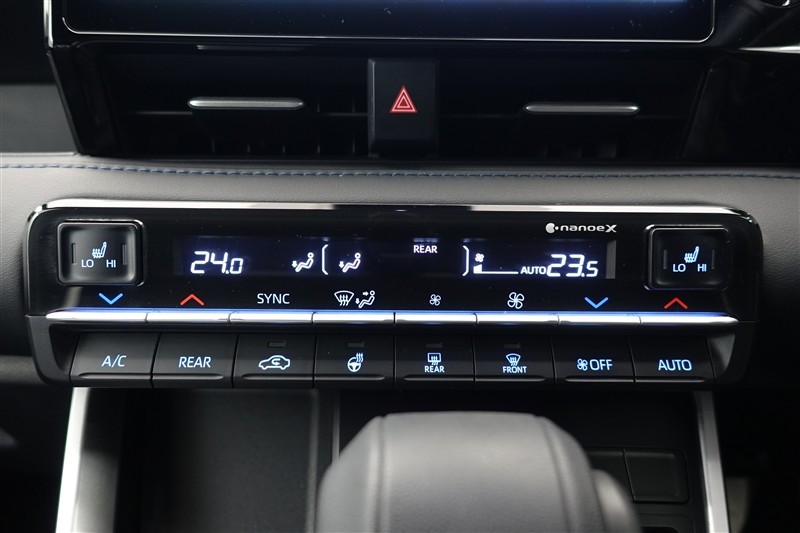 nanoeX
LO HI
24.0
REAR
AUTO 23.5
LO HI
SYNC
A/C
REAR
REAR
FRONT
OFF
AUTO